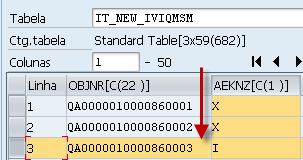 Tabela IT_NEW_IVIQMSM
Ctg.tabela Standard Table[3x59(682)]
Colunas 1 - 50
Linha OBJNR[C(22 )] AEKNZ[C(1 )]
1 QA0000010000860001 X
2 QA0000010000860002 X
3 QA0000010000860003 I